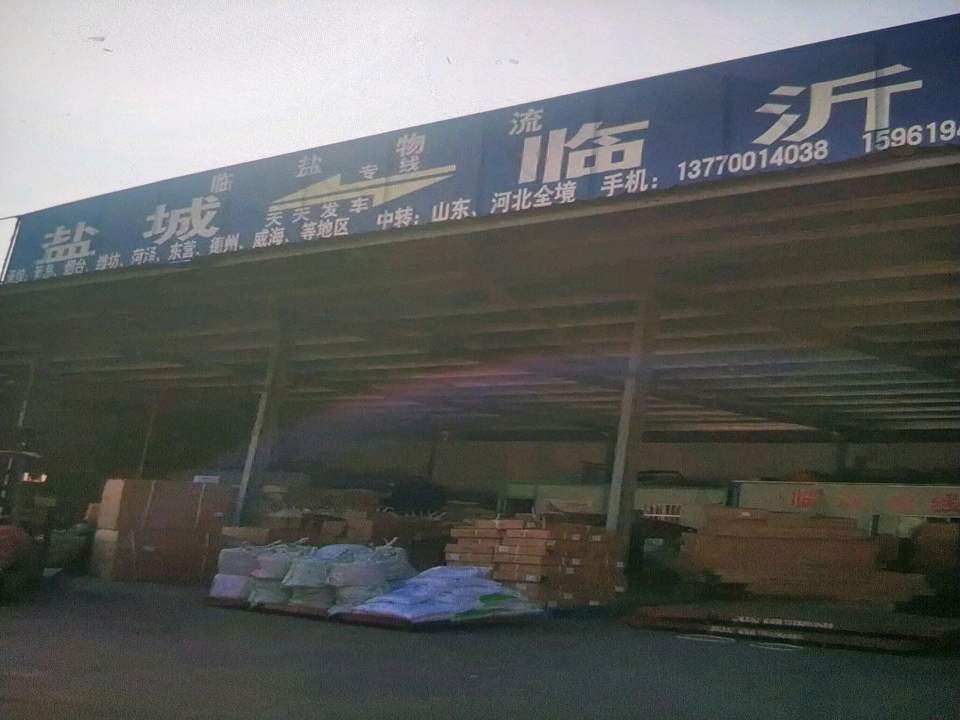 临盐物流
盐城 专线 临沂
天天发车
烟台、潍坊、菏泽、东营、德州、威海、等地区 中转：山东、河北全境 手机：13770014038 159619